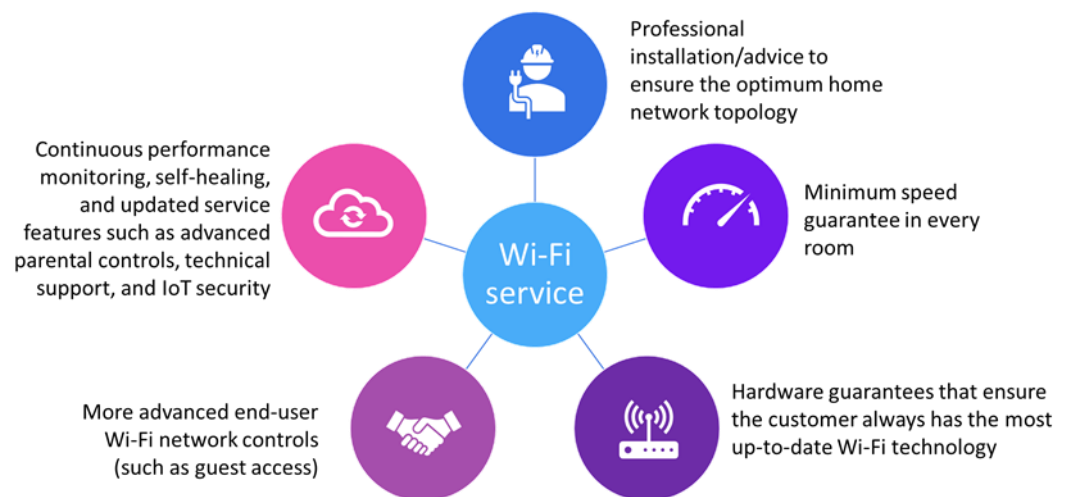 Professional
installation/advice to
ensure the optimum home
network topology
Continuous performance
monitoring, self-healing,
and updated service
features such as advanced
parental controls, technical
support, and IoT security
Minimum speed
guarantee in every
room
Wi-Fi
service
More advanced end-user
Wi-Fi network controls
(such as guest access)
Hardware guarantees that ensure
the customer always has the most
up-to-date Wi-Fi technology